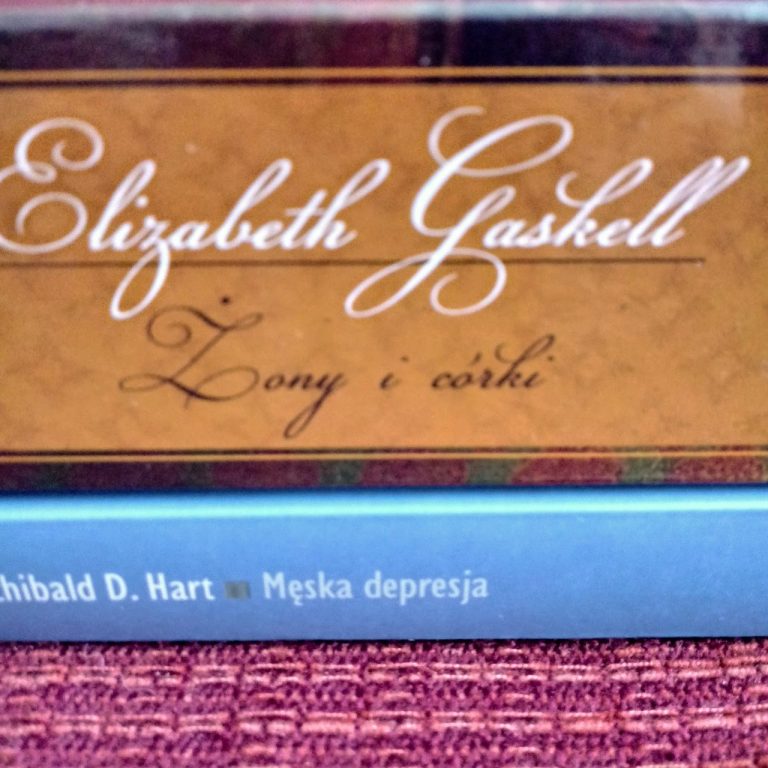 Elizabeth Gaskell
Żony i córki
chibald D. Hart ▪ Męska depresja